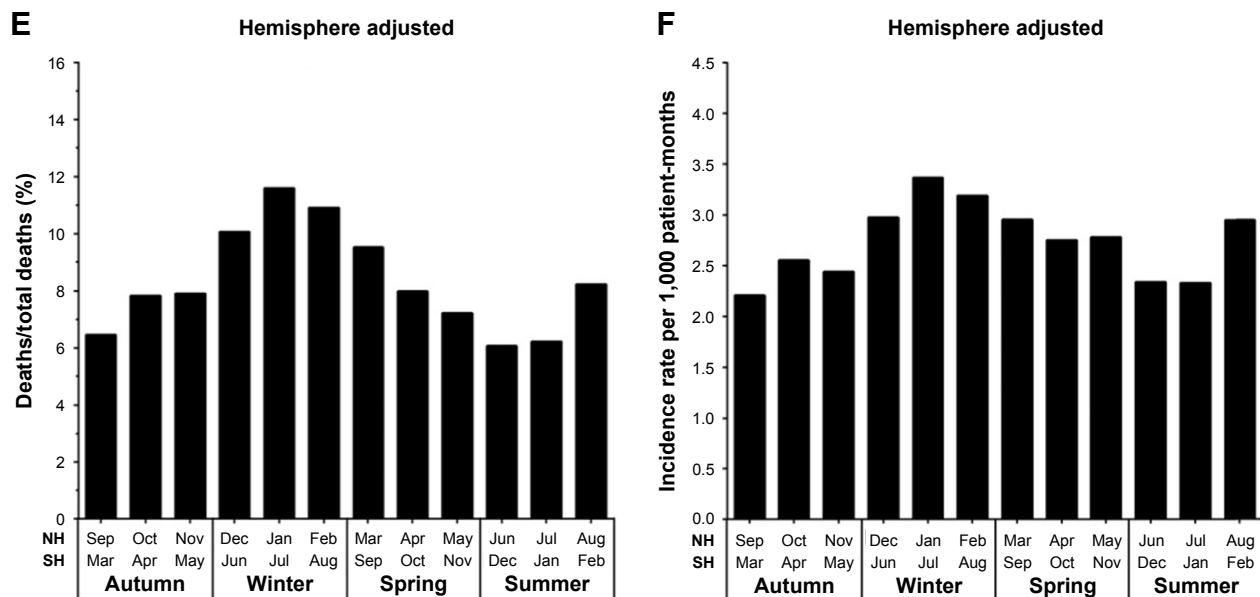 E
Hemisphere adjusted
Deaths/total deaths (%)
16
14
12
10
8
6
4
2
0
NH Sep Oct Nov Dec Jan Feb Mar Apr May Jun Jul Aug
SH Mar Apr May Jun Jul Aug Sep Oct Nov Dec Jan Feb
Autumn Winter Spring Summer
F
Hemisphere adjusted
Incidence rate per 1,000 patient-months
4.5
4.0
3.5
3.0
2.5
2.0
1.5
1.0
0.5
0.0
NH Sep Oct Nov Dec Jan Feb Mar Apr May Jun Jul Aug
SH Mar Apr May Jun Jul Aug Sep Oct Nov Dec Jan Feb
Autumn Winter Spring Summer